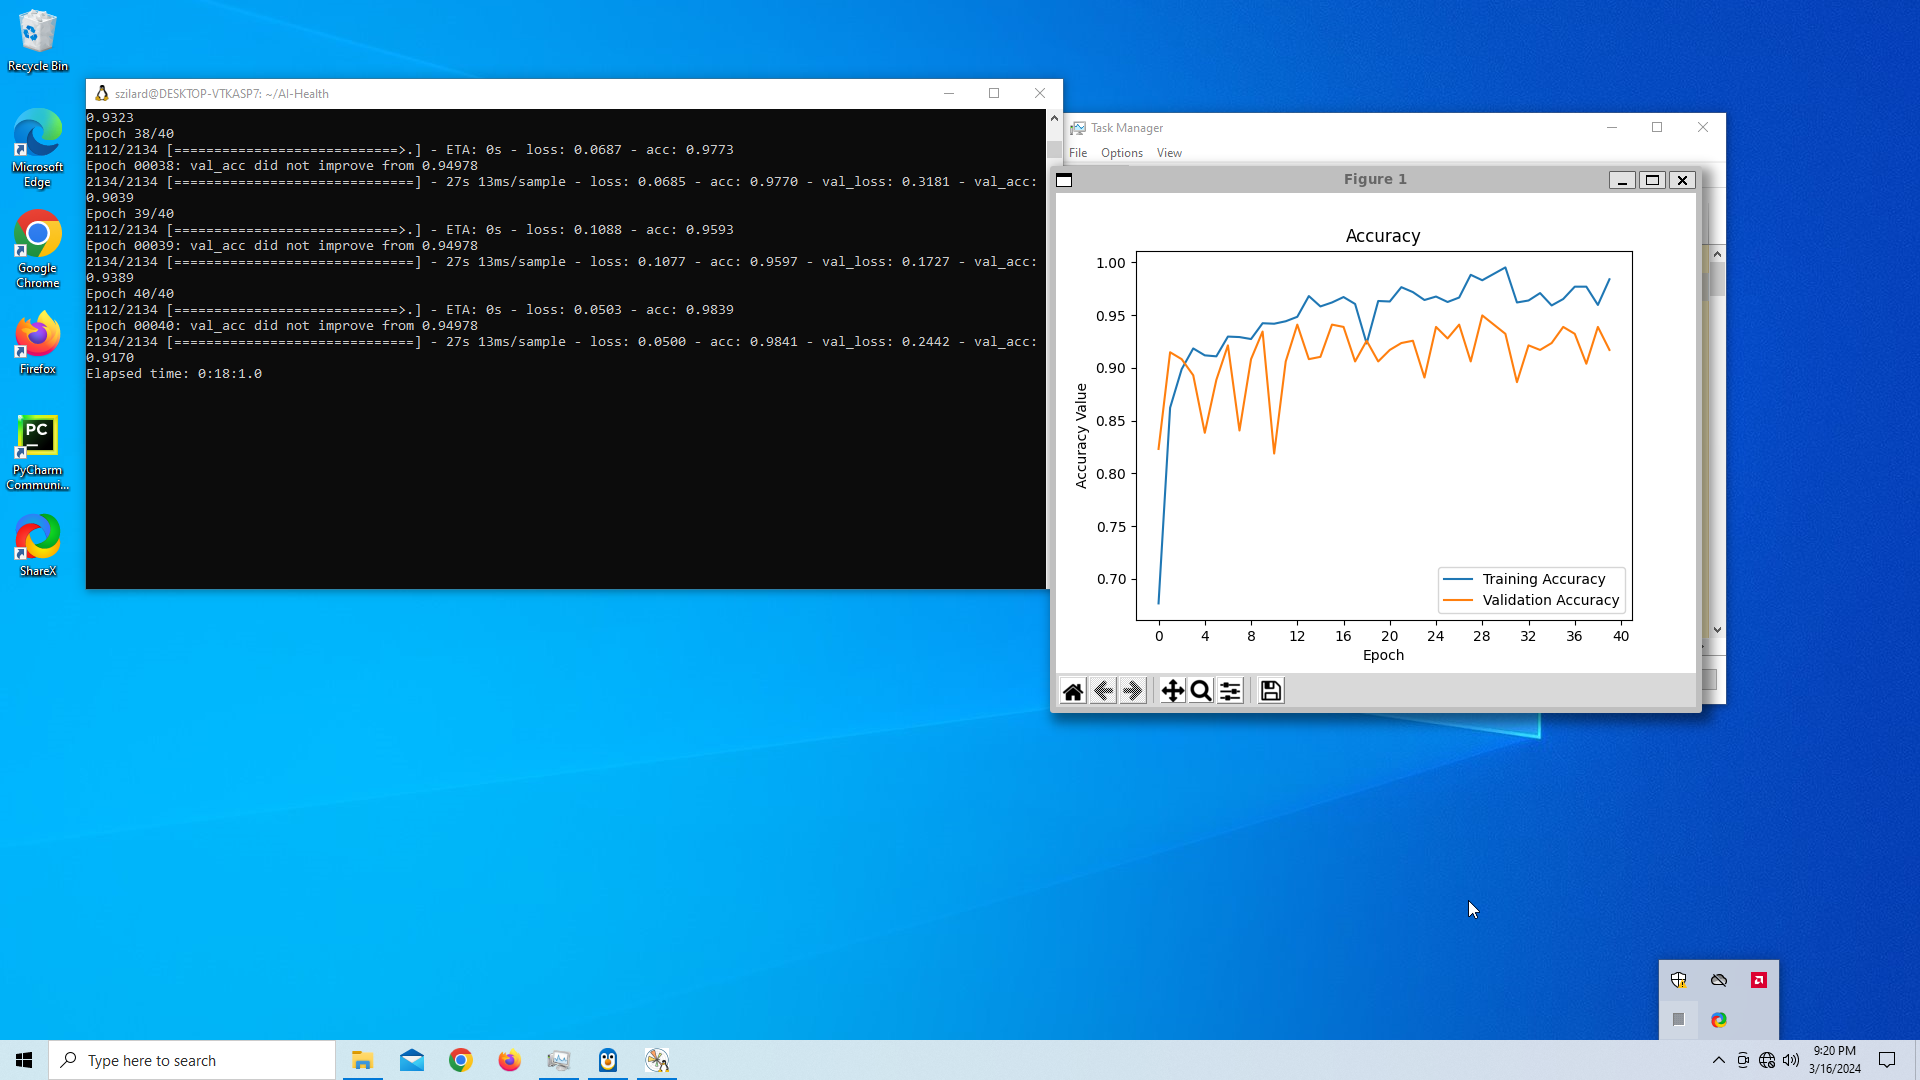 Recycle Bin
Microsoft
Edge
Google
Chrome
Firefox
PC
PyCharm
Communi...
ShareX
szilard@DESKTOP-VTKASP7: ~/AI-Health
0.9323
Epoch 38/40
2112/2134 [============================>.] - ETA: 0s - loss: 0.0687 - acc: 0.9773
Epoch 00038: val_acc did not improve from 0.94978
2134/2134 [==============================] - 27s 13ms/sample - loss: 0.0685 - acc: 0.9770 - val_loss: 0.3181 - val_acc:
0.9039
Epoch 39/40
2112/2134 [============================>.] - ETA: 0s - loss: 0.1088 - acc: 0.9593
Epoch 00039: val_acc did not improve from 0.94978
2134/2134 [==============================] - 27s 13ms/sample - loss: 0.1077 - acc: 0.9597 - val_loss: 0.1727 - val_acc:
0.9389
Epoch 40/40
2112/2134 [============================>.] - ETA: 0s - loss: 0.0503 - acc: 0.9839
Epoch 00040: val_acc did not improve from 0.94978
2134/2134 [==============================] - 27s 13ms/sample - loss: 0.0500 - acc: 0.9841 - val_loss: 0.2442 - val_acc:
0.9170
Elapsed time: 0:18:1.0
Task Manager
File Options View
Figure 1
Accuracy
1.00
0.95
0.90
0.85
0.80
0.75
0.70
Accuracy Value
Training Accuracy
Validation Accuracy
0 4 8 12 16 20 24 28 32 36 40
Epoch
Type here to search
9:20 PM
3/16/2024